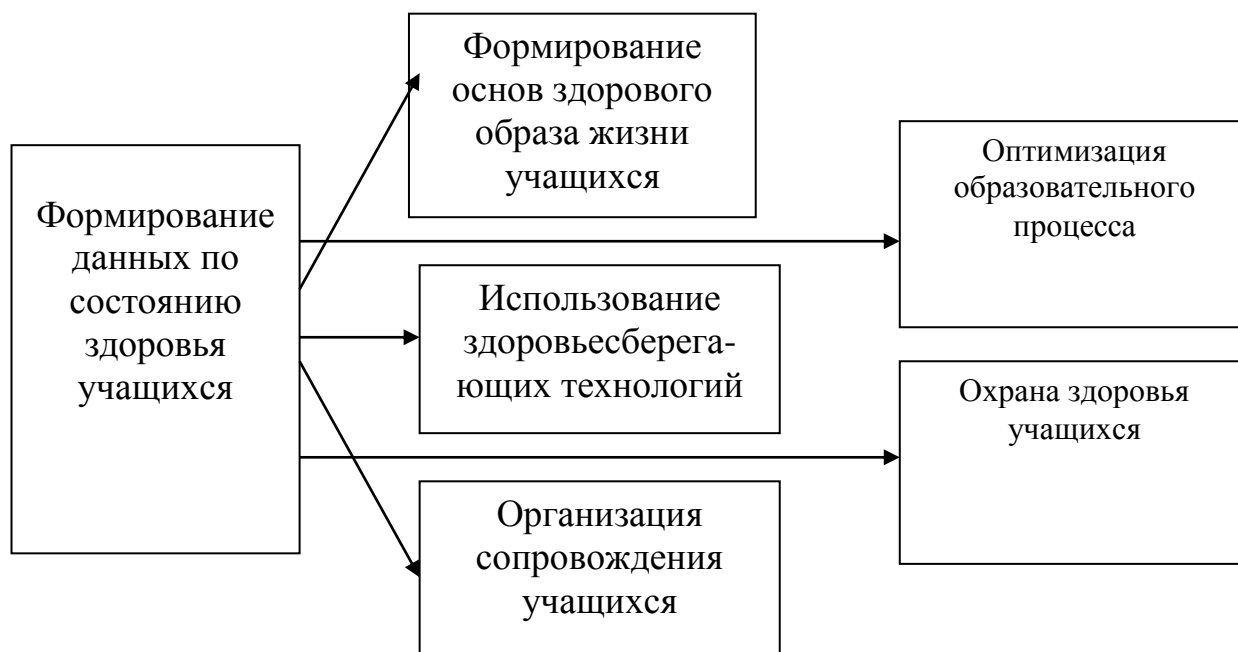 Формирование
данных по
состоянию
здоровья
учащихся
Формирование
основ здорового
образа жизни
учащихся
Использование
здоровьесберега-
ющих технологий
Организация
сопровождения
учащихся
Оптимизация
образовательного
процесса
Охрана здоровья
учащихся